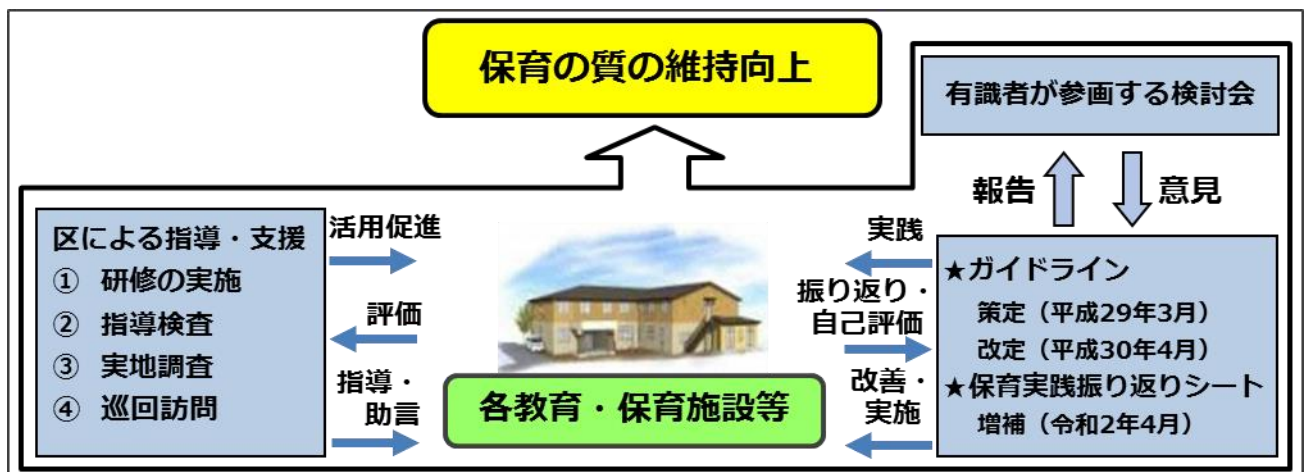 保育の質の維持向上
有識者が参画する検討会
報告
意見
区による指導・支援
① 研修の実施
② 指導検査
③ 実地調査
④ 巡回訪問
活用促進
評価
指導・
助言
各教育・保育施設等
実践
振り返り・
自己評価
改善・
実施
★ガイドライン
策定（平成29年3月）
改定（平成30年4月）
★保育実践振り返りシート
増補（令和2年4月）